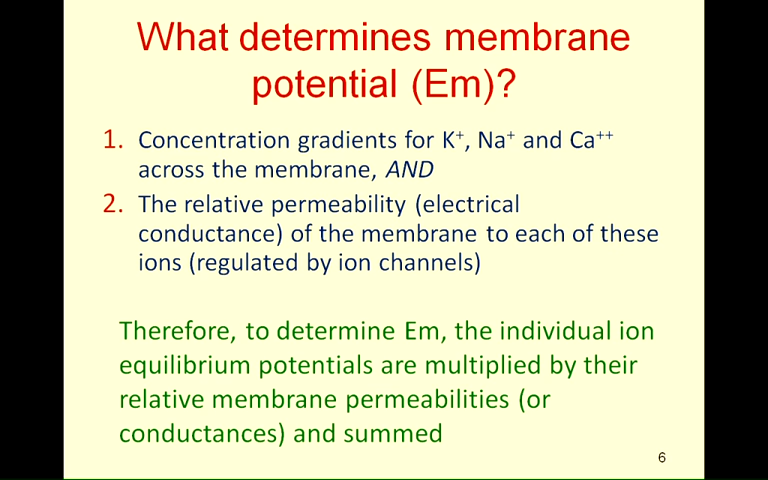 What determines membrane
potential (Em)?
1. Concentration gradients for K⁺, Na⁺ and Ca⁺⁺
across the membrane, AND
2. The relative permeability (electrical
conductance) of the membrane to each of these
ions (regulated by ion channels)
Therefore, to determine Em, the individual ion
equilibrium potentials are multiplied by their
relative membrane permeabilities (or
conductances) and summed
6